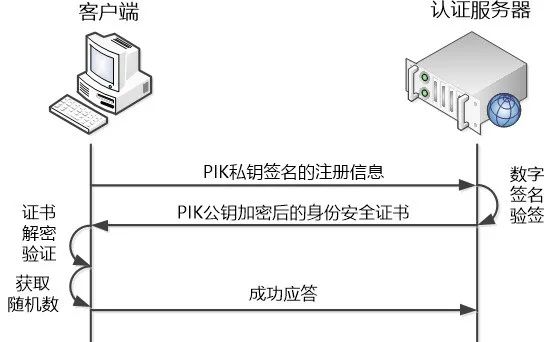 客户端
认证服务器
PIK私钥签名的注册信息
数字
签名
验签
PIK公钥加密后的身份安全证书
证书
解密
验证
获取
随机数
成功应答